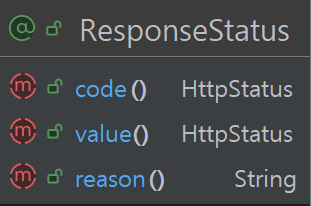 @ ResponseStatus
m code() HttpStatus
m value() HttpStatus
m reason() String